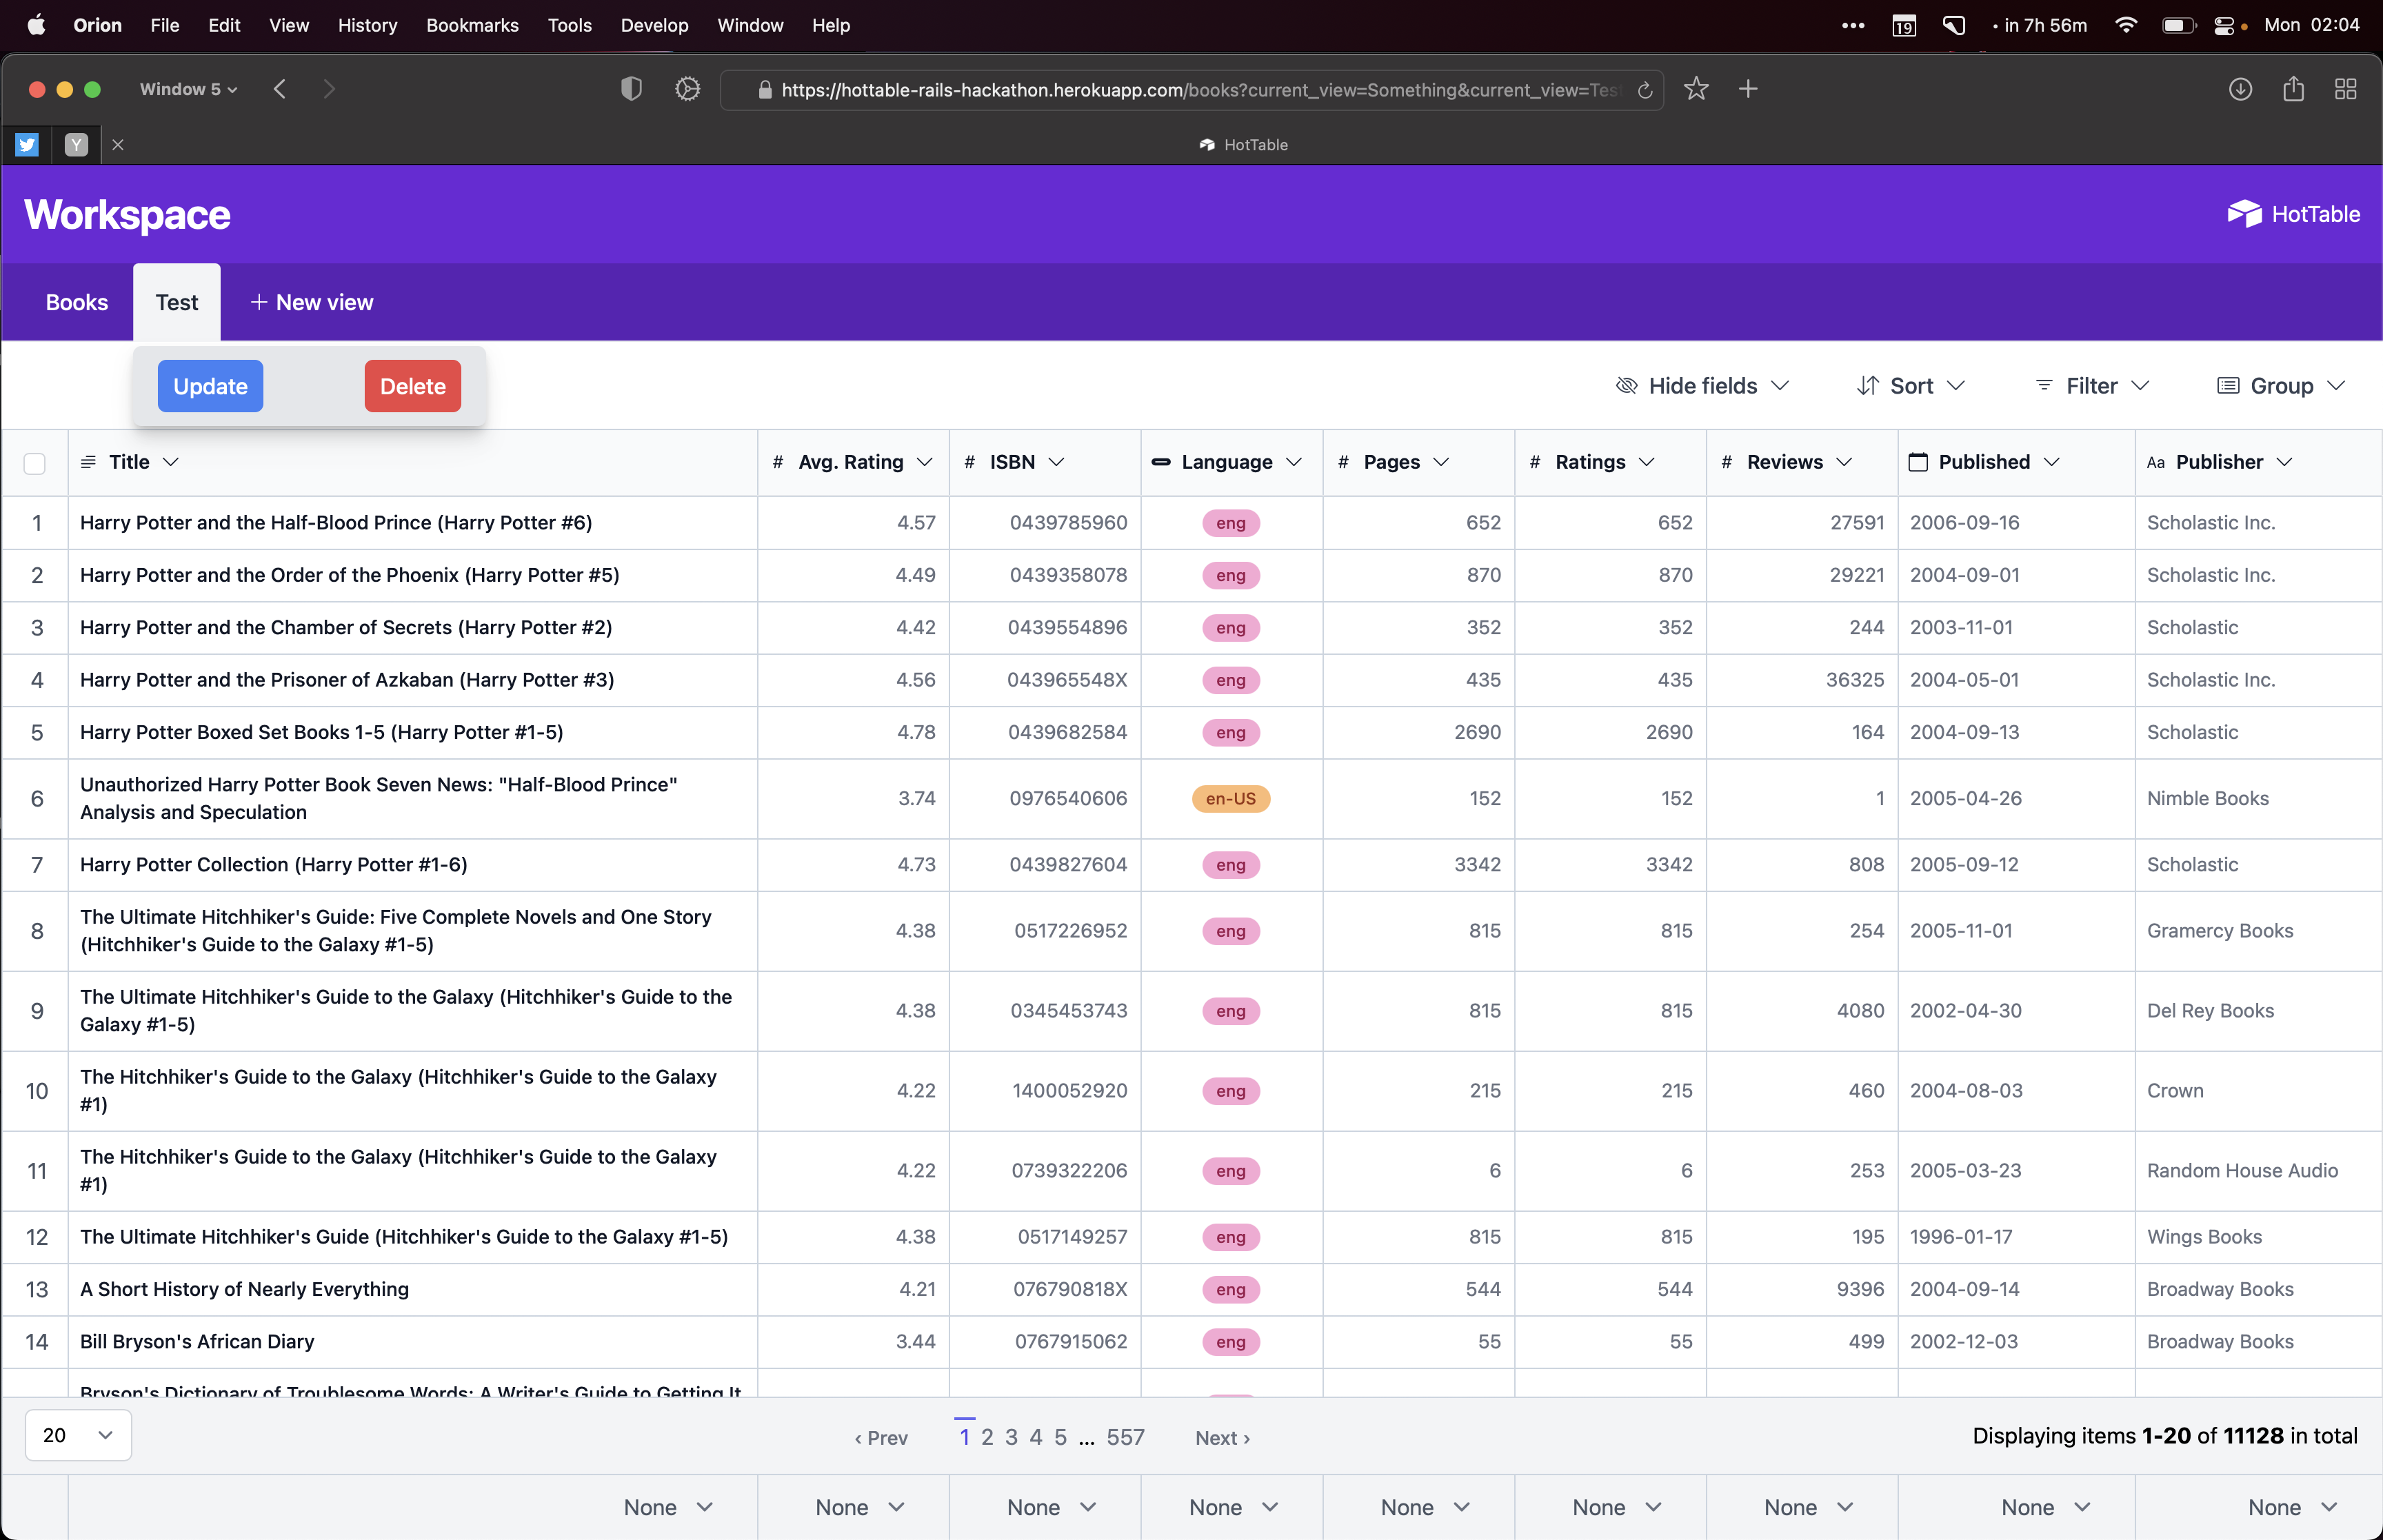 Orion File Edit View History Bookmarks Tools Develop Window Help ••• 19 • in 7h 56m Mon 02:04
Window 5 https://hottable-rails-hackathon.herokuapp.com/books?current_view=Something&current_view=Tes
Y HotTable
Workspace HotTable
Books Test + New view
Update Delete Hide fields Sort Filter Group
Title # Avg. Rating # ISBN Language # Pages # Ratings # Reviews Published Aa Publisher
1 Harry Potter and the Half-Blood Prince (Harry Potter #6) 4.57 0439785960 eng 652 652 27591 2006-09-16 Scholastic Inc.
2 Harry Potter and the Order of the Phoenix (Harry Potter #5) 4.49 0439358078 eng 870 870 29221 2004-09-01 Scholastic Inc.
3 Harry Potter and the Chamber of Secrets (Harry Potter #2) 4.42 0439554896 eng 352 352 244 2003-11-01 Scholastic
4 Harry Potter and the Prisoner of Azkaban (Harry Potter #3) 4.56 043965548X eng 435 435 36325 2004-05-01 Scholastic Inc.
5 Harry Potter Boxed Set Books 1-5 (Harry Potter #1-5) 4.78 0439682584 eng 2690 2690 164 2004-09-13 Scholastic
6 Unauthorized Harry Potter Book Seven News: "Half-Blood Prince"
Analysis and Speculation 3.74 0976540606 en-US 152 152 1 2005-04-26 Nimble Books
7 Harry Potter Collection (Harry Potter #1-6) 4.73 0439827604 eng 3342 3342 808 2005-09-12 Scholastic
8 The Ultimate Hitchhiker's Guide: Five Complete Novels and One Story
(Hitchhiker's Guide to the Galaxy #1-5) 4.38 0517226952 eng 815 815 254 2005-11-01 Gramercy Books
9 The Ultimate Hitchhiker's Guide to the Galaxy (Hitchhiker's Guide to the
Galaxy #1-5) 4.38 0345453743 eng 815 815 4080 2002-04-30 Del Rey Books
10 The Hitchhiker's Guide to the Galaxy (Hitchhiker's Guide to the Galaxy
#1) 4.22 1400052920 eng 215 215 460 2004-08-03 Crown
11 The Hitchhiker's Guide to the Galaxy (Hitchhiker's Guide to the Galaxy
#1) 4.22 0739322206 eng 6 6 253 2005-03-23 Random House Audio
12 The Ultimate Hitchhiker's Guide (Hitchhiker's Guide to the Galaxy #1-5) 4.38 0517149257 eng 815 815 195 1996-01-17 Wings Books
13 A Short History of Nearly Everything 4.21 076790818X eng 544 544 9396 2004-09-14 Broadway Books
14 Bill Bryson's African Diary 3.44 0767915062 eng 55 55 499 2002-12-03 Broadway Books
Bryson's Dictionary of Troublesome Words: A Writer's Guide to Getting It
20 ‹ Prev 1 2 3 4 5 ... 557 Next › Displaying items 1-20 of 11128 in total
None None None None None None None None None